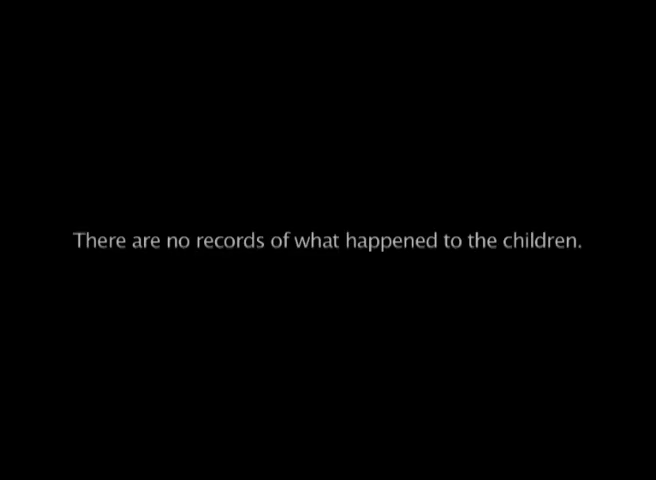 There are no records of what happened to the children.